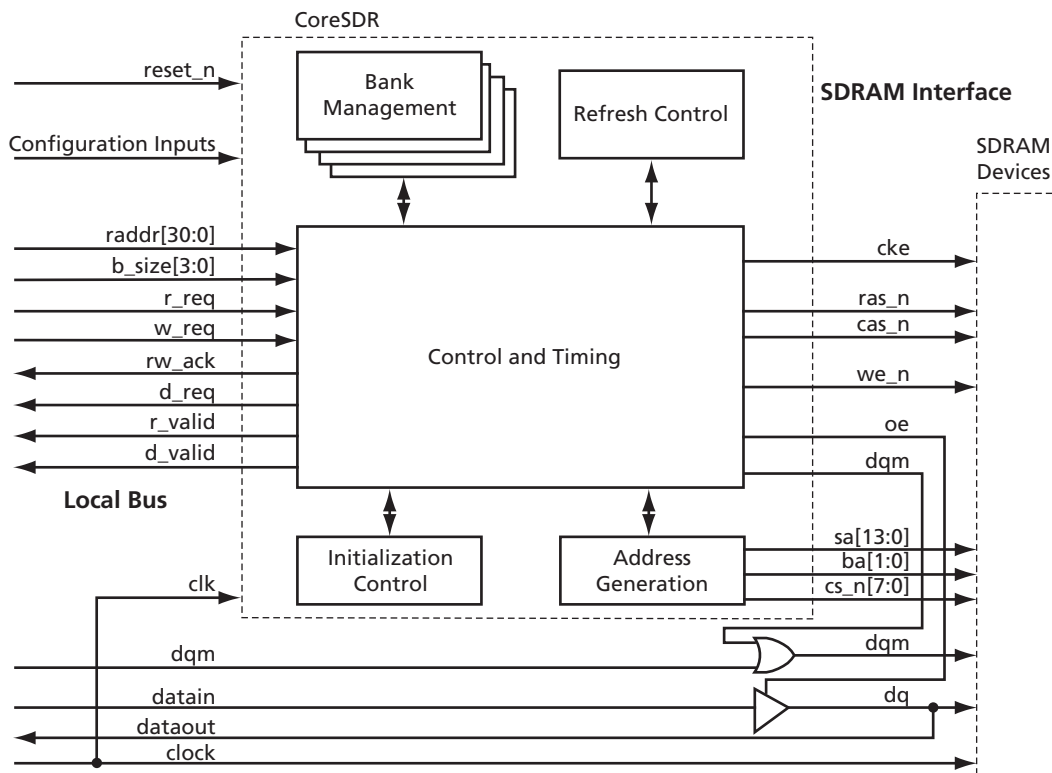 CoreSDR
reset_n
Bank
Management
Refresh Control
SDRAM Interface
Configuration Inputs
SDRAM
Devices
raddr[30:0]
b_size[3:0]
r_req
w_req
rw_ack
d_req
r_valid
d_valid
Control and Timing
cke
ras_n
cas_n
we_n
oe
dqm
Local Bus
Initialization
Control
Address
Generation
sa[13:0]
ba[1:0]
cs_n[7:0]
clk
dqm
dqm
datain
dq
dataout
clock